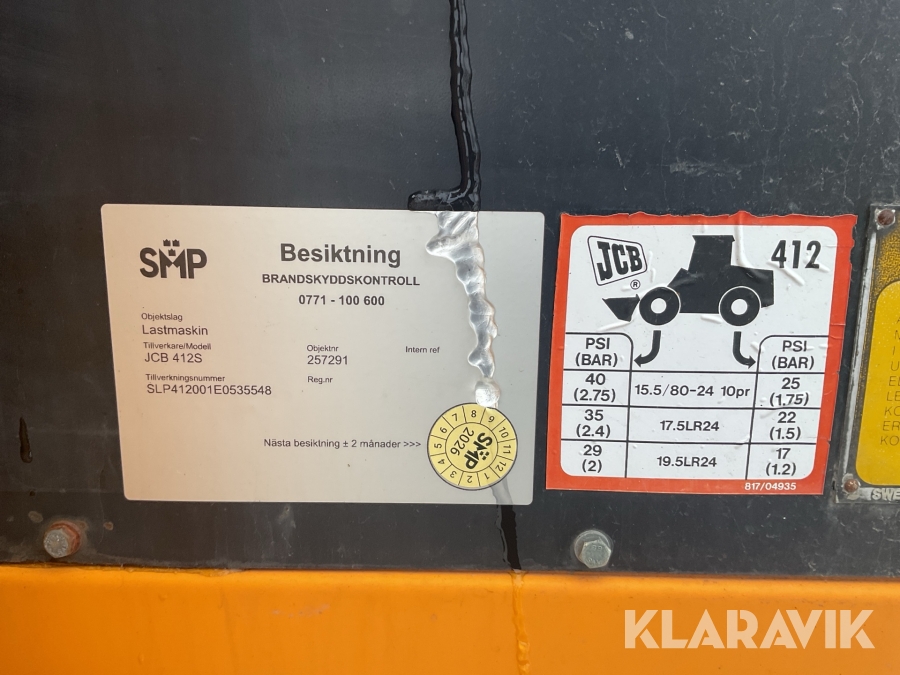 SMP
Besiktning
BRANDSKYDDSKONTROLL
0771 - 100 600
Objektslag
Lastmaskin
Tillverkare/Modell
JCB 412S
Objektnr
257291
Intern ref
Tillverkningsnummer
SLP412001E0535548
Reg.nr
Nästa besiktning ± 2 månader >>>
1 2 3 4 5 6 7 8 9 10 11 12
2026
SMP
JCB
®
412
PSI (BAR)
PSI (BAR)
40 (2.75) 15.5/80-24 10pr 25 (1.75)
35 (2.4) 17.5LR24 22 (1.5)
29 (2) 19.5LR24 17 (1.2)
817/04935
KLARAVIK